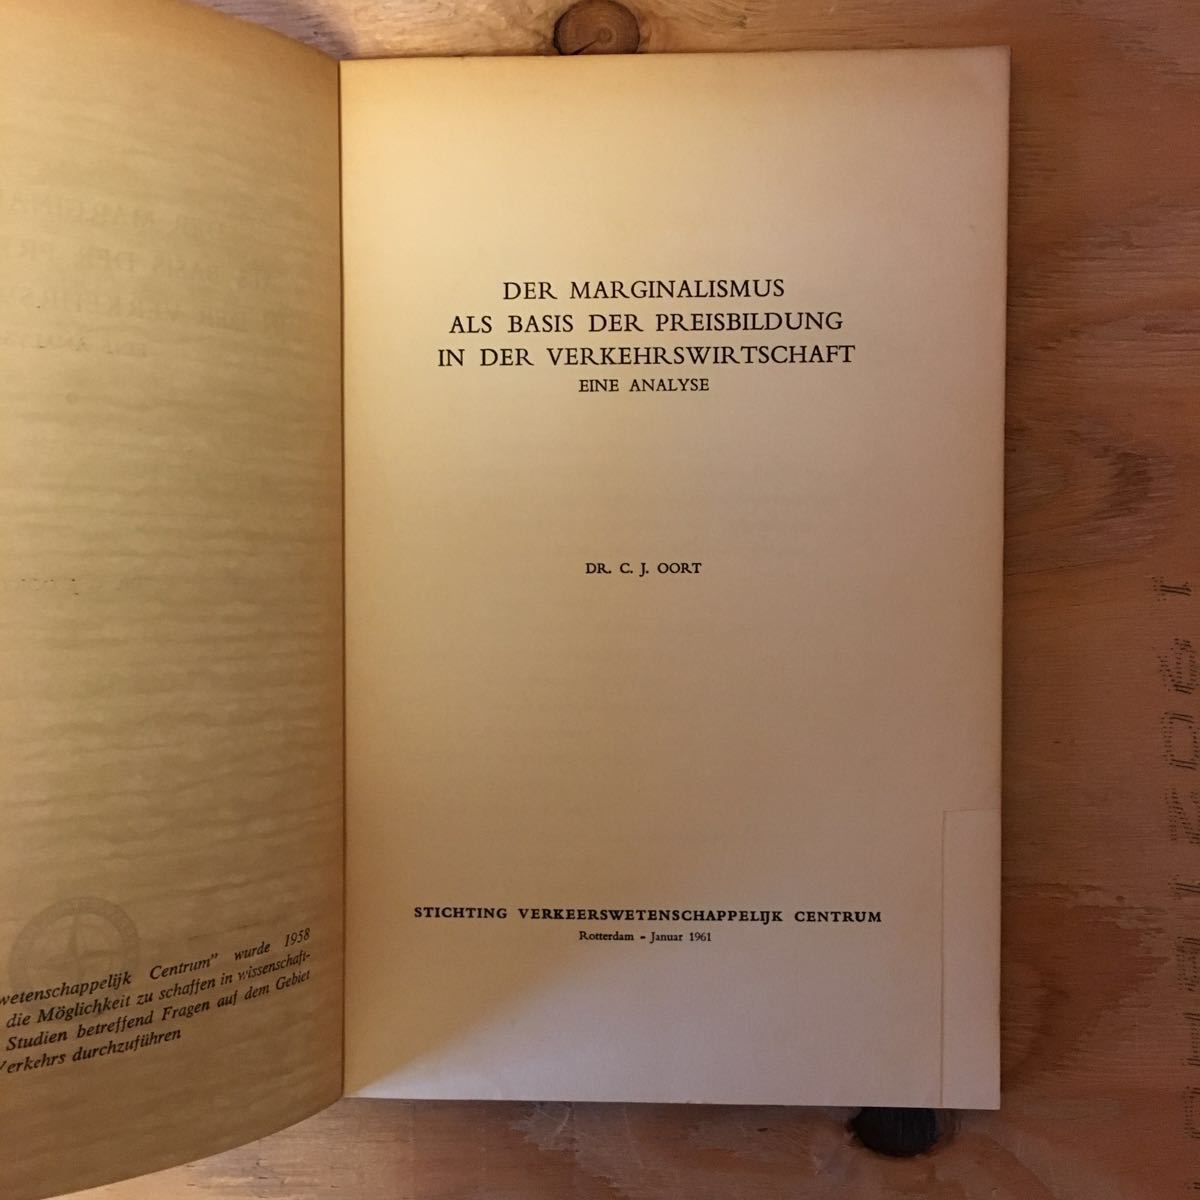 wetenschappelijk Centrum" wurde 1958
die Möglichkeit zu schaffen in wissenschaft-
Studien betreffend Fragen auf dem Gebiet
Verkehrs durchzuführen
DER MARGINALISMUS
ALS BASIS DER PREISBILDUNG
IN DER VERKEHRSWIRTSCHAFT
EINE ANALYSE
DR. C. J. OORT
STICHTING VERKEERSWETENSCHAPPELIJK CENTRUM
Rotterdam - Januar 1961